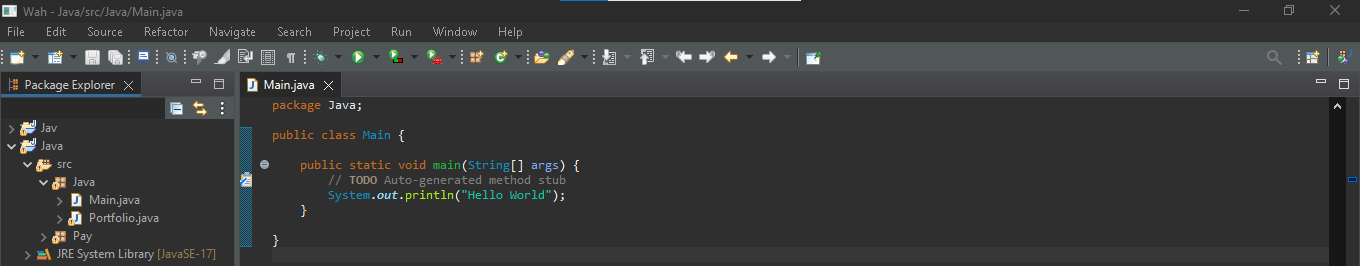 Wah - Java/src/Java/Main.java
File Edit Source Refactor Navigate Search Project Run Window Help
Package Explorer
Main.java
package Java;
Jav
public class Main {
Java
src
public static void main(String[] args) {
Java
// TODO Auto-generated method stub
Main.java
System.out.println("Hello World");
Portfolio.java
}
Pay
}
JRE System Library [JavaSE-17]